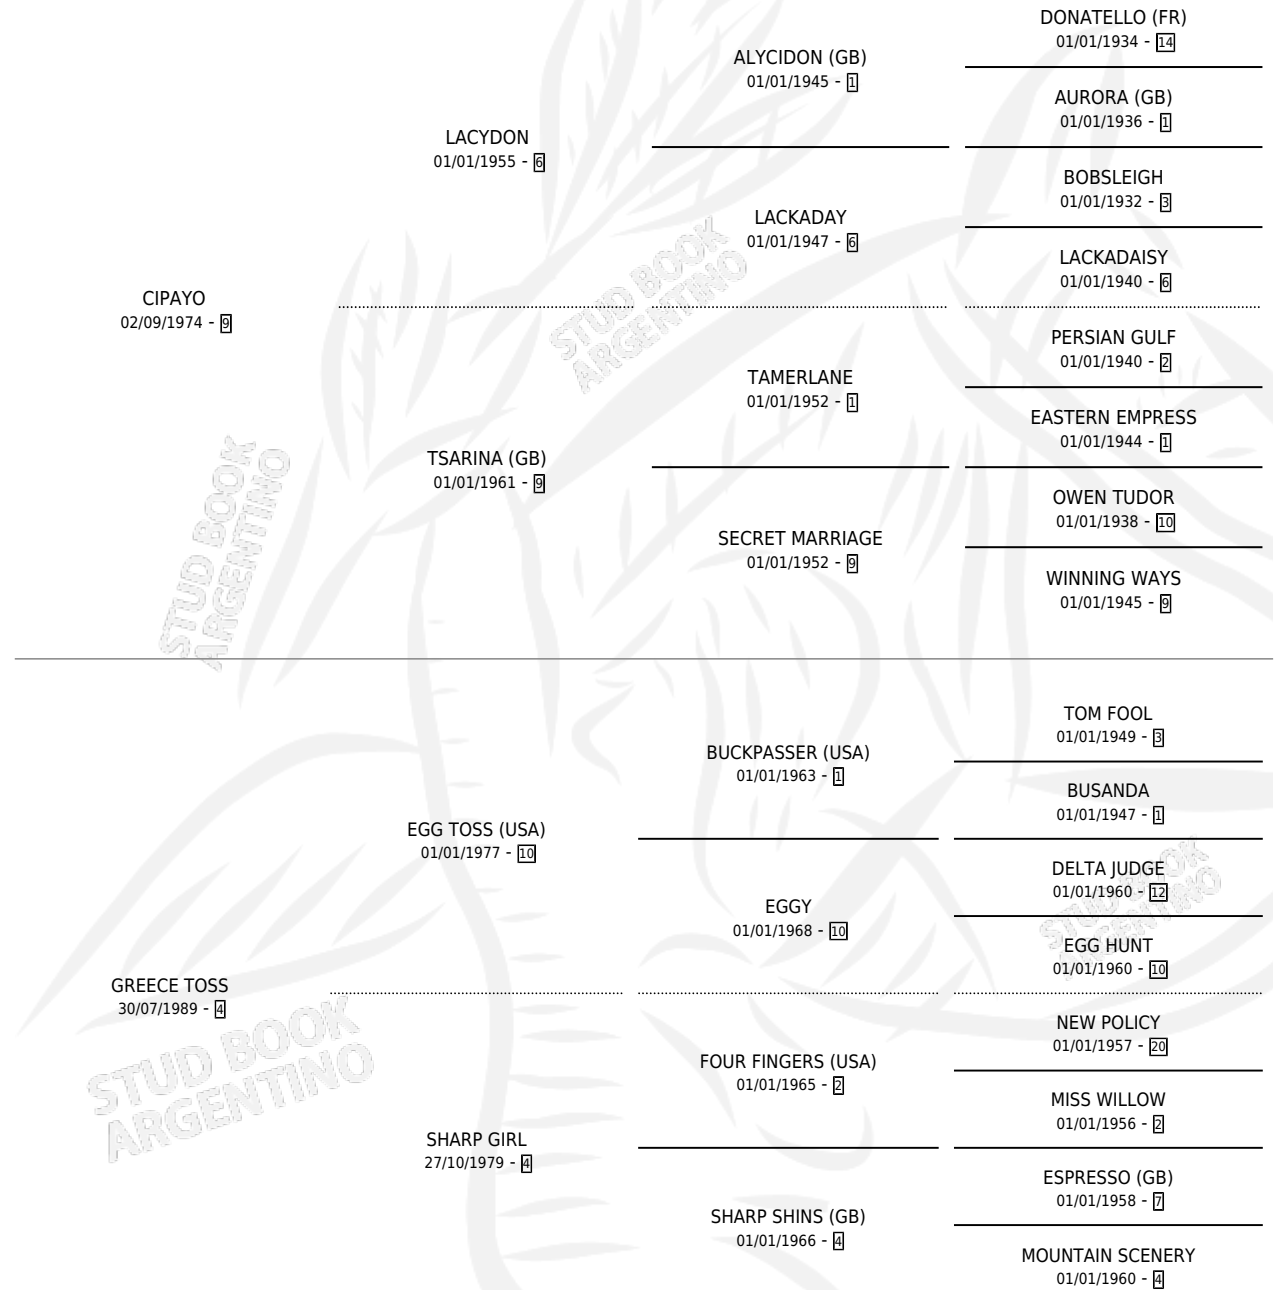 DONATELLO (FR)
01/01/1934 - 14
ALYCIDON (GB)
01/01/1945 - 1
AURORA (GB)
01/01/1936 - 1
LACYDON
01/01/1955 - 6
BOBSLEIGH
01/01/1932 - 3
LACKADAY
01/01/1947 - 6
LACKADAISY
01/01/1940 - 6
CIPAYO
02/09/1974 - 9
PERSIAN GULF
01/01/1940 - 2
TAMERLANE
01/01/1952 - 1
EASTERN EMPRESS
01/01/1944 - 1
TSARINA (GB)
01/01/1961 - 9
OWEN TUDOR
01/01/1938 - 10
SECRET MARRIAGE
01/01/1952 - 9
WINNING WAYS
01/01/1945 - 9
TOM FOOL
01/01/1949 - 3
BUCKPASSER (USA)
01/01/1963 - 1
BUSANDA
01/01/1947 - 1
EGG TOSS (USA)
01/01/1977 - 10
DELTA JUDGE
01/01/1960 - 12
EGGY
01/01/1968 - 10
EGG HUNT
01/01/1960 - 10
GREECE TOSS
30/07/1989 - 4
NEW POLICY
01/01/1957 - 20
FOUR FINGERS (USA)
01/01/1965 - 2
MISS WILLOW
01/01/1956 - 2
SHARP GIRL
27/10/1979 - 4
ESPRESSO (GB)
01/01/1958 - 7
SHARP SHINS (GB)
01/01/1966 - 4
MOUNTAIN SCENERY
01/01/1960 - 4
STUD BOOK
ARGENTINO
STUD BOOK
ARGENTINO
STUD BOOK
ARGENTINO
STUD BOOK
ARGENTINO